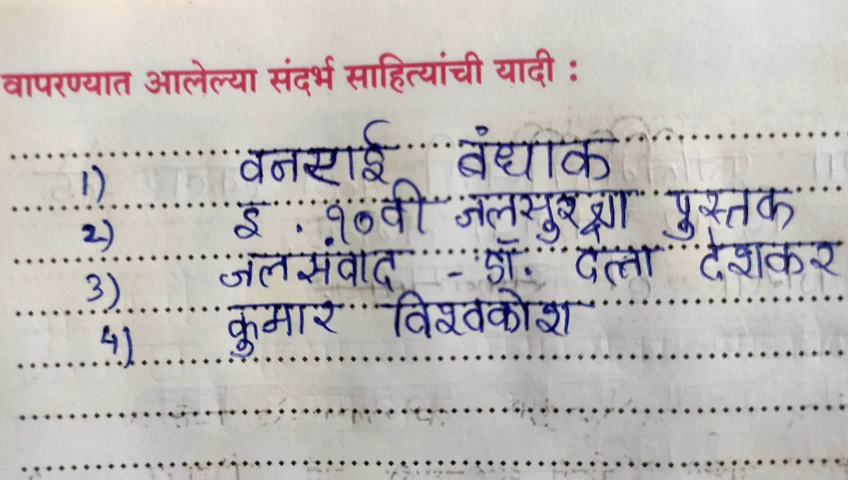 वापरण्यात आलेल्या संदर्भ साहित्यांची यादी :
1) वनराई बंधाक
2) इ. १०वी जलसुरक्षा पुस्तक
3) जलसंवाद - डॉ. दत्ता देशकर
4) कुमार विश्वकोश